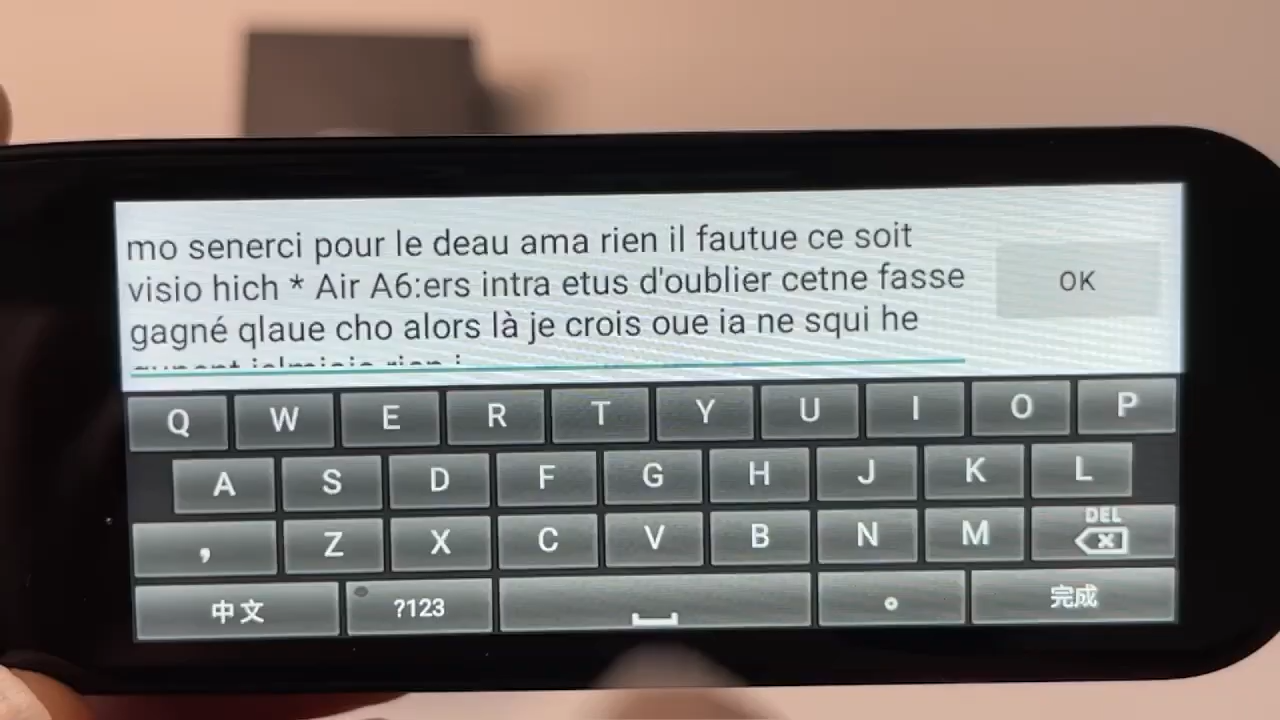 mo senerci pour le deau ama rien il fautue ce soit
visio hich * Air A6:ers intra etus d'oublier cetne fasse
gagné qlaue cho alors là je crois oue ia ne squi he
OK
Q W E R T Y U I O P
A S D F G H J K L
, Z X C V B N M DEL
中文 ?123 。 完成